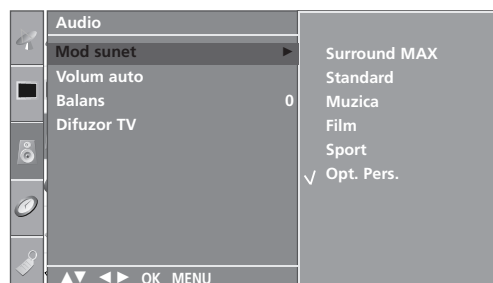 Audio
Mod sunet ►
Volum auto
Balans 0
Difuzor TV
▲▼ ◄► OK MENU
Surround MAX
Standard
Muzica
Film
Sport
√ Opt. Pers.